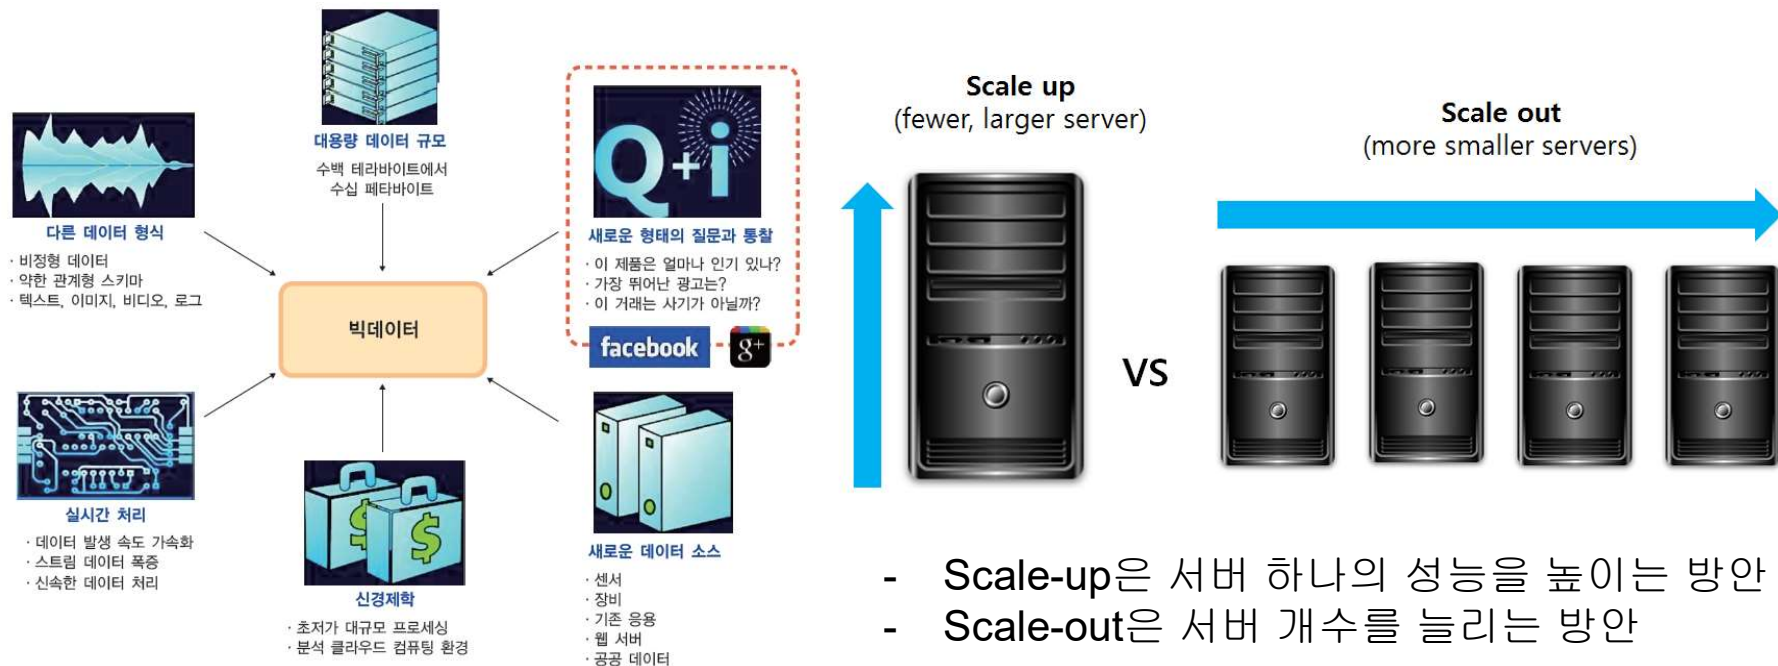 대용량 데이터 규모
수백 테라바이트에서
수십 페타바이트
다른 데이터 형식
· 비정형 데이터
· 약한 관계형 스키마
· 텍스트, 이미지, 비디오, 로그
Q+i
새로운 형태의 질문과 통찰
· 이 제품은 얼마나 인기 있나?
· 가장 뛰어난 광고는?
· 이 거래는 사기가 아닐까?
facebook
g+
빅데이터
실시간 처리
· 데이터 발생 속도 가속화
· 스트림 데이터 폭증
· 신속한 데이터 처리
$ $
신경제학
· 초저가 대규모 프로세싱
· 분석 클라우드 컴퓨팅 환경
새로운 데이터 소스
· 센서
· 장비
· 기존 응용
· 웹 서버
· 공공 데이터
Scale up
(fewer, larger server)
vs
Scale out
(more smaller servers)
- Scale-up은 서버 하나의 성능을 높이는 방안
- Scale-out은 서버 개수를 늘리는 방안